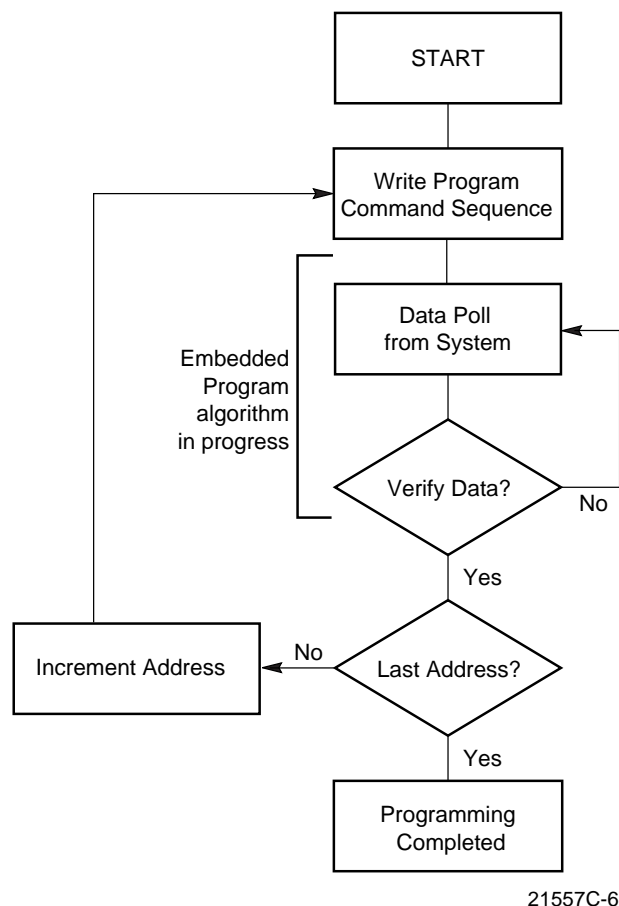 START
Write Program
Command Sequence
Data Poll
from System
Embedded
Program
algorithm
in progress
Verify Data?
No
Yes
Increment Address
No
Last Address?
Yes
Programming
Completed
21557C-6